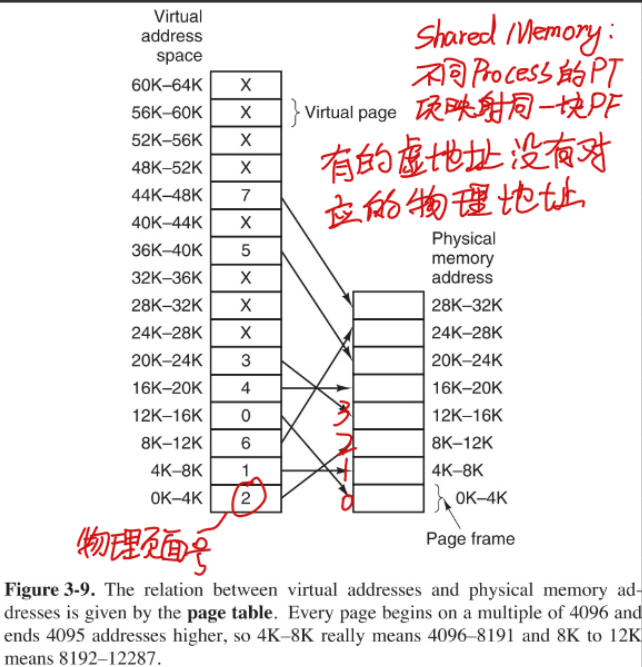 Virtual
address
space
60K–64K X
56K–60K X
52K–56K X
48K–52K X
44K–48K 7
40K–44K X
36K–40K 5
32K–36K X
28K–32K X
24K–28K X
20K–24K 3
16K–20K 4
12K–16K 0
8K–12K 6
4K–8K 1
0K–4K 2
Virtual page
Shared Memory:
不同Process的PT
项映射同一块PF
有的虚地址没有对
应的物理地址
Physical
memory
address
28K–32K
24K–28K
20K–24K
16K–20K
3 12K–16K
2 8K–12K
1 4K–8K
0 0K–4K
Page frame
物理页面号
Figure 3-9. The relation between virtual addresses and physical memory ad-
dresses is given by the page table. Every page begins on a multiple of 4096 and
ends 4095 addresses higher, so 4K–8K really means 4096–8191 and 8K to 12K
means 8192–12287.